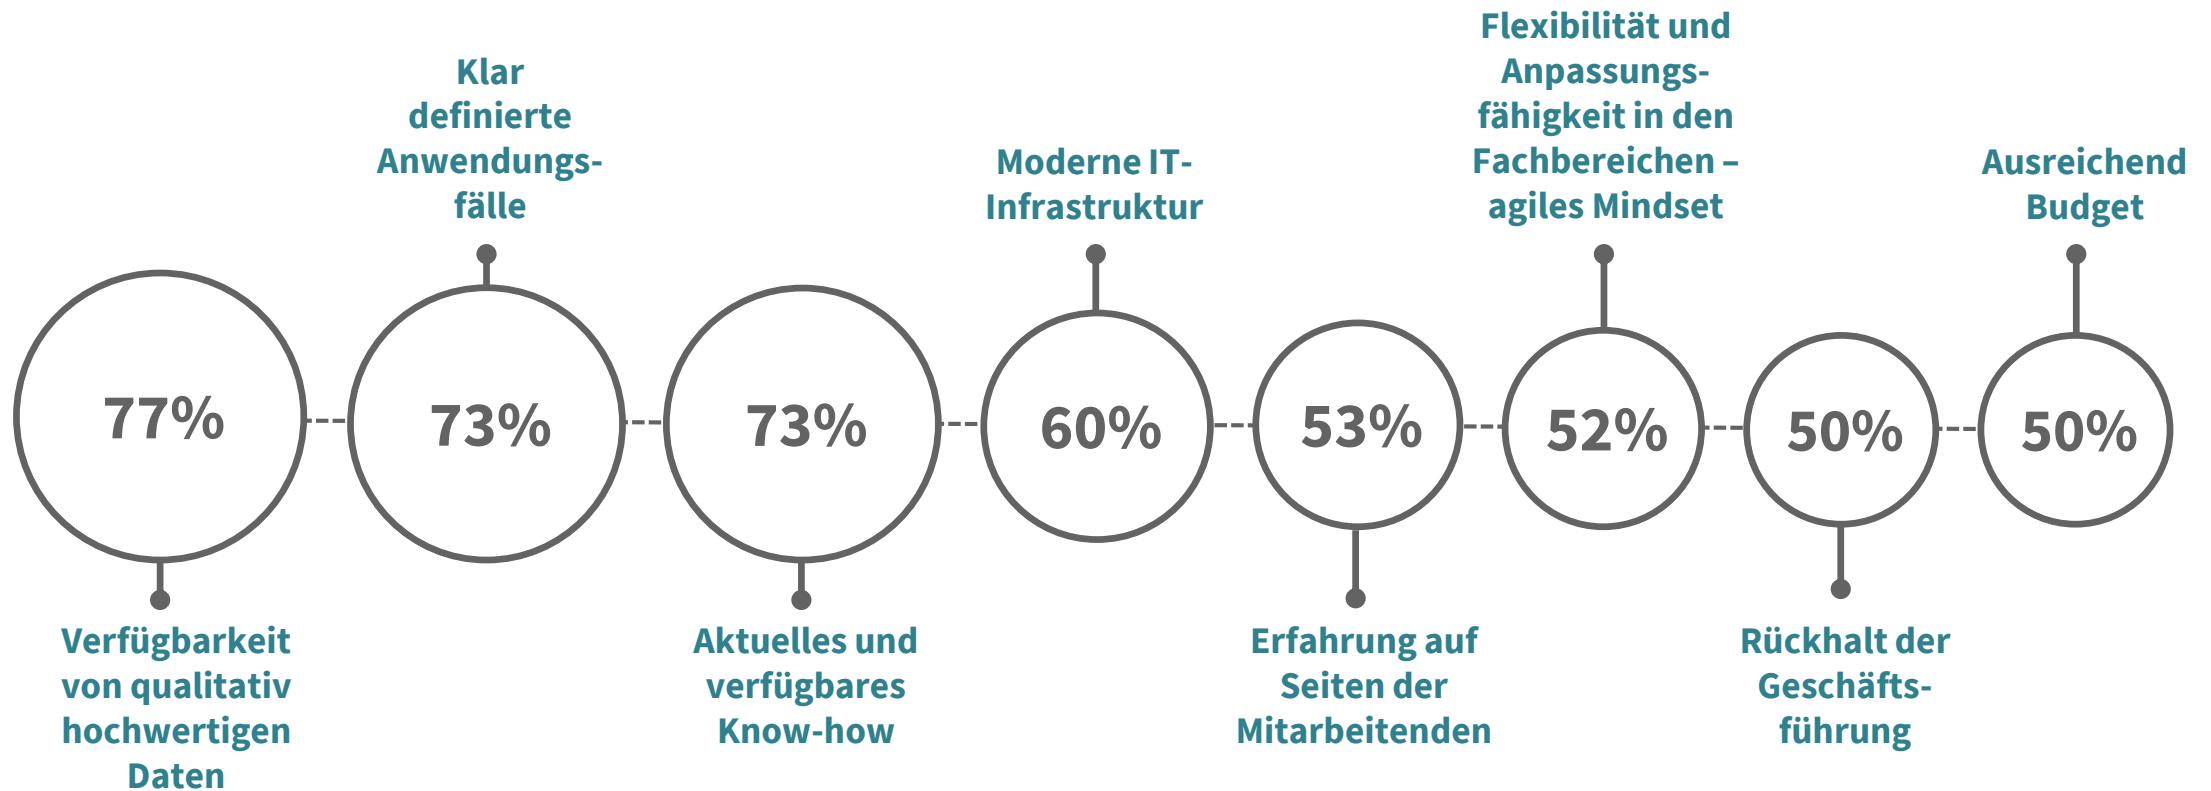 77%
Verfügbarkeit
von qualitativ
hochwertigen
Daten
Klar
definierte
Anwendungs-
fälle
73%
73%
Aktuelles und
verfügbares
Know-how
Moderne IT-
Infrastruktur
60%
53%
Erfahrung auf
Seiten der
Mitarbeitenden
Flexibilität und
Anpassungs-
fähigkeit in den
Fachbereichen –
agiles Mindset
52%
50%
Rückhalt der
Geschäfts-
führung
Ausreichend
Budget
50%